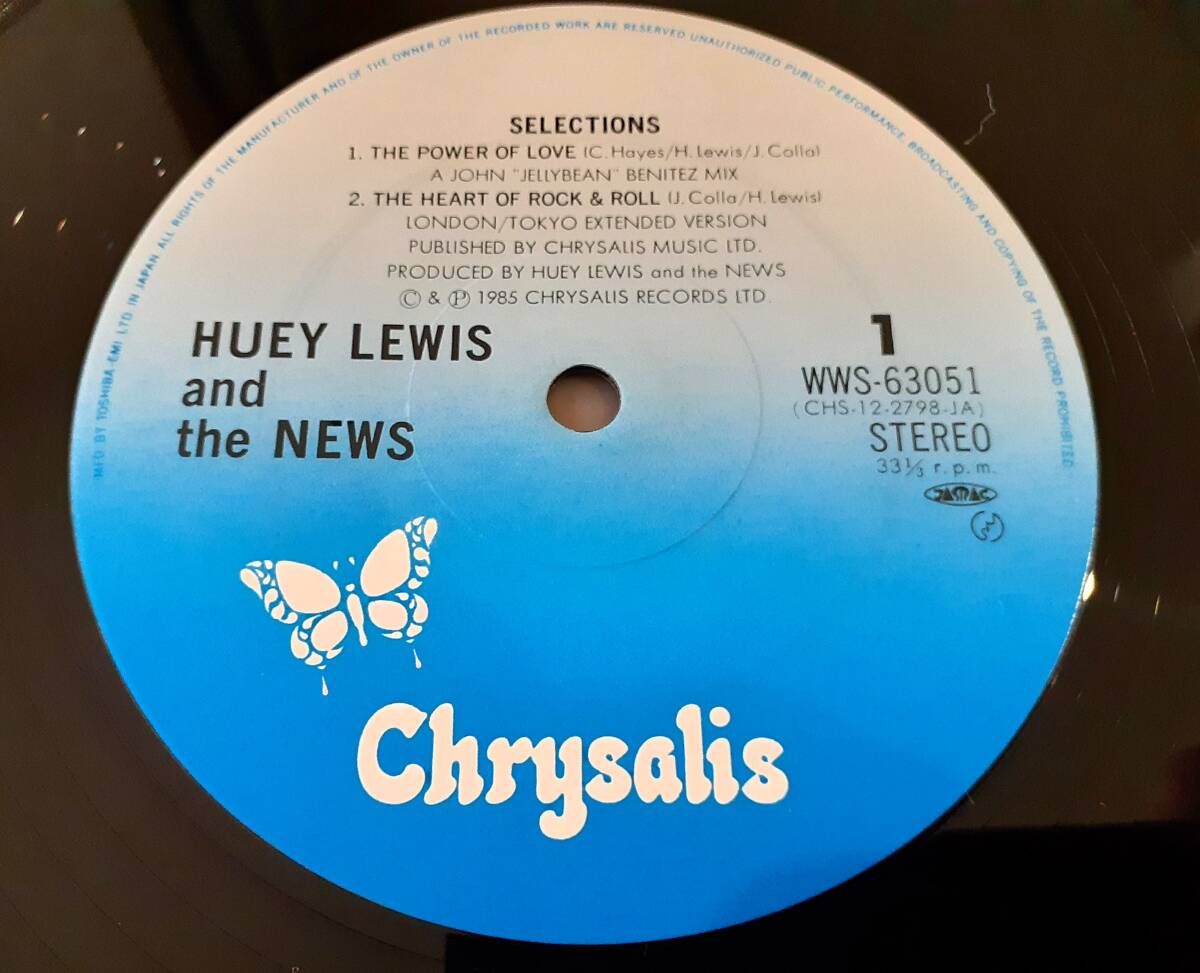 MFD BY TOSHIBA-EMI LTD IN JAPAN ALL RIGHTS OF THE MANUFACTURER AND OF THE OWNER OF THE RECORDED WORK ARE RESERVED UNAUTHORIZED PUBLIC PERFORMANCE, BROADCASTING AND COPYING OF THE RECORD PROHIBITED
SELECTIONS
1. THE POWER OF LOVE (C. Hayes/H. Lewis/J. Colla)
A JOHN "JELLYBEAN" BENITEZ MIX
2. THE HEART OF ROCK & ROLL (J. Colla/H. Lewis)
LONDON/TOKYO EXTENDED VERSION
PUBLISHED BY CHRYSALIS MUSIC LTD.
PRODUCED BY HUEY LEWIS and the NEWS
© & ℗ 1985 CHRYSALIS RECORDS LTD.
HUEY LEWIS
and
the NEWS
1
WWS-63051
(CHS-12-2798-JA)
STEREO
33⅓ r.p.m.
JASRAC
Chrysalis